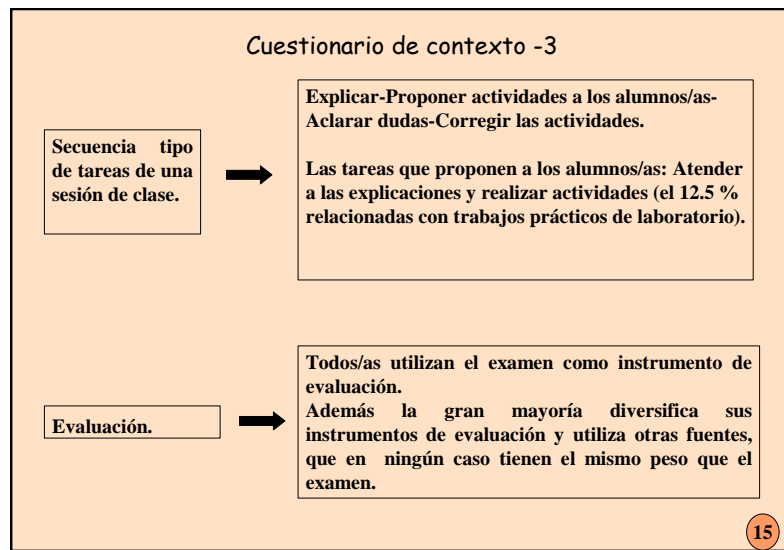 Cuestionario de contexto -3
Secuencia tipo
de tareas de una
sesión de clase.
Explicar-Proponer actividades a los alumnos/as-
Aclarar dudas-Corregir las actividades.
Las tareas que proponen a los alumnos/as: Atender
a las explicaciones y realizar actividades (el 12.5 %
relacionadas con trabajos prácticos de laboratorio).
Evaluación.
Todos/as utilizan el examen como instrumento de
evaluación.
Además la gran mayoría diversifica sus
instrumentos de evaluación y utiliza otras fuentes,
que en ningún caso tienen el mismo peso que el
examen.
15